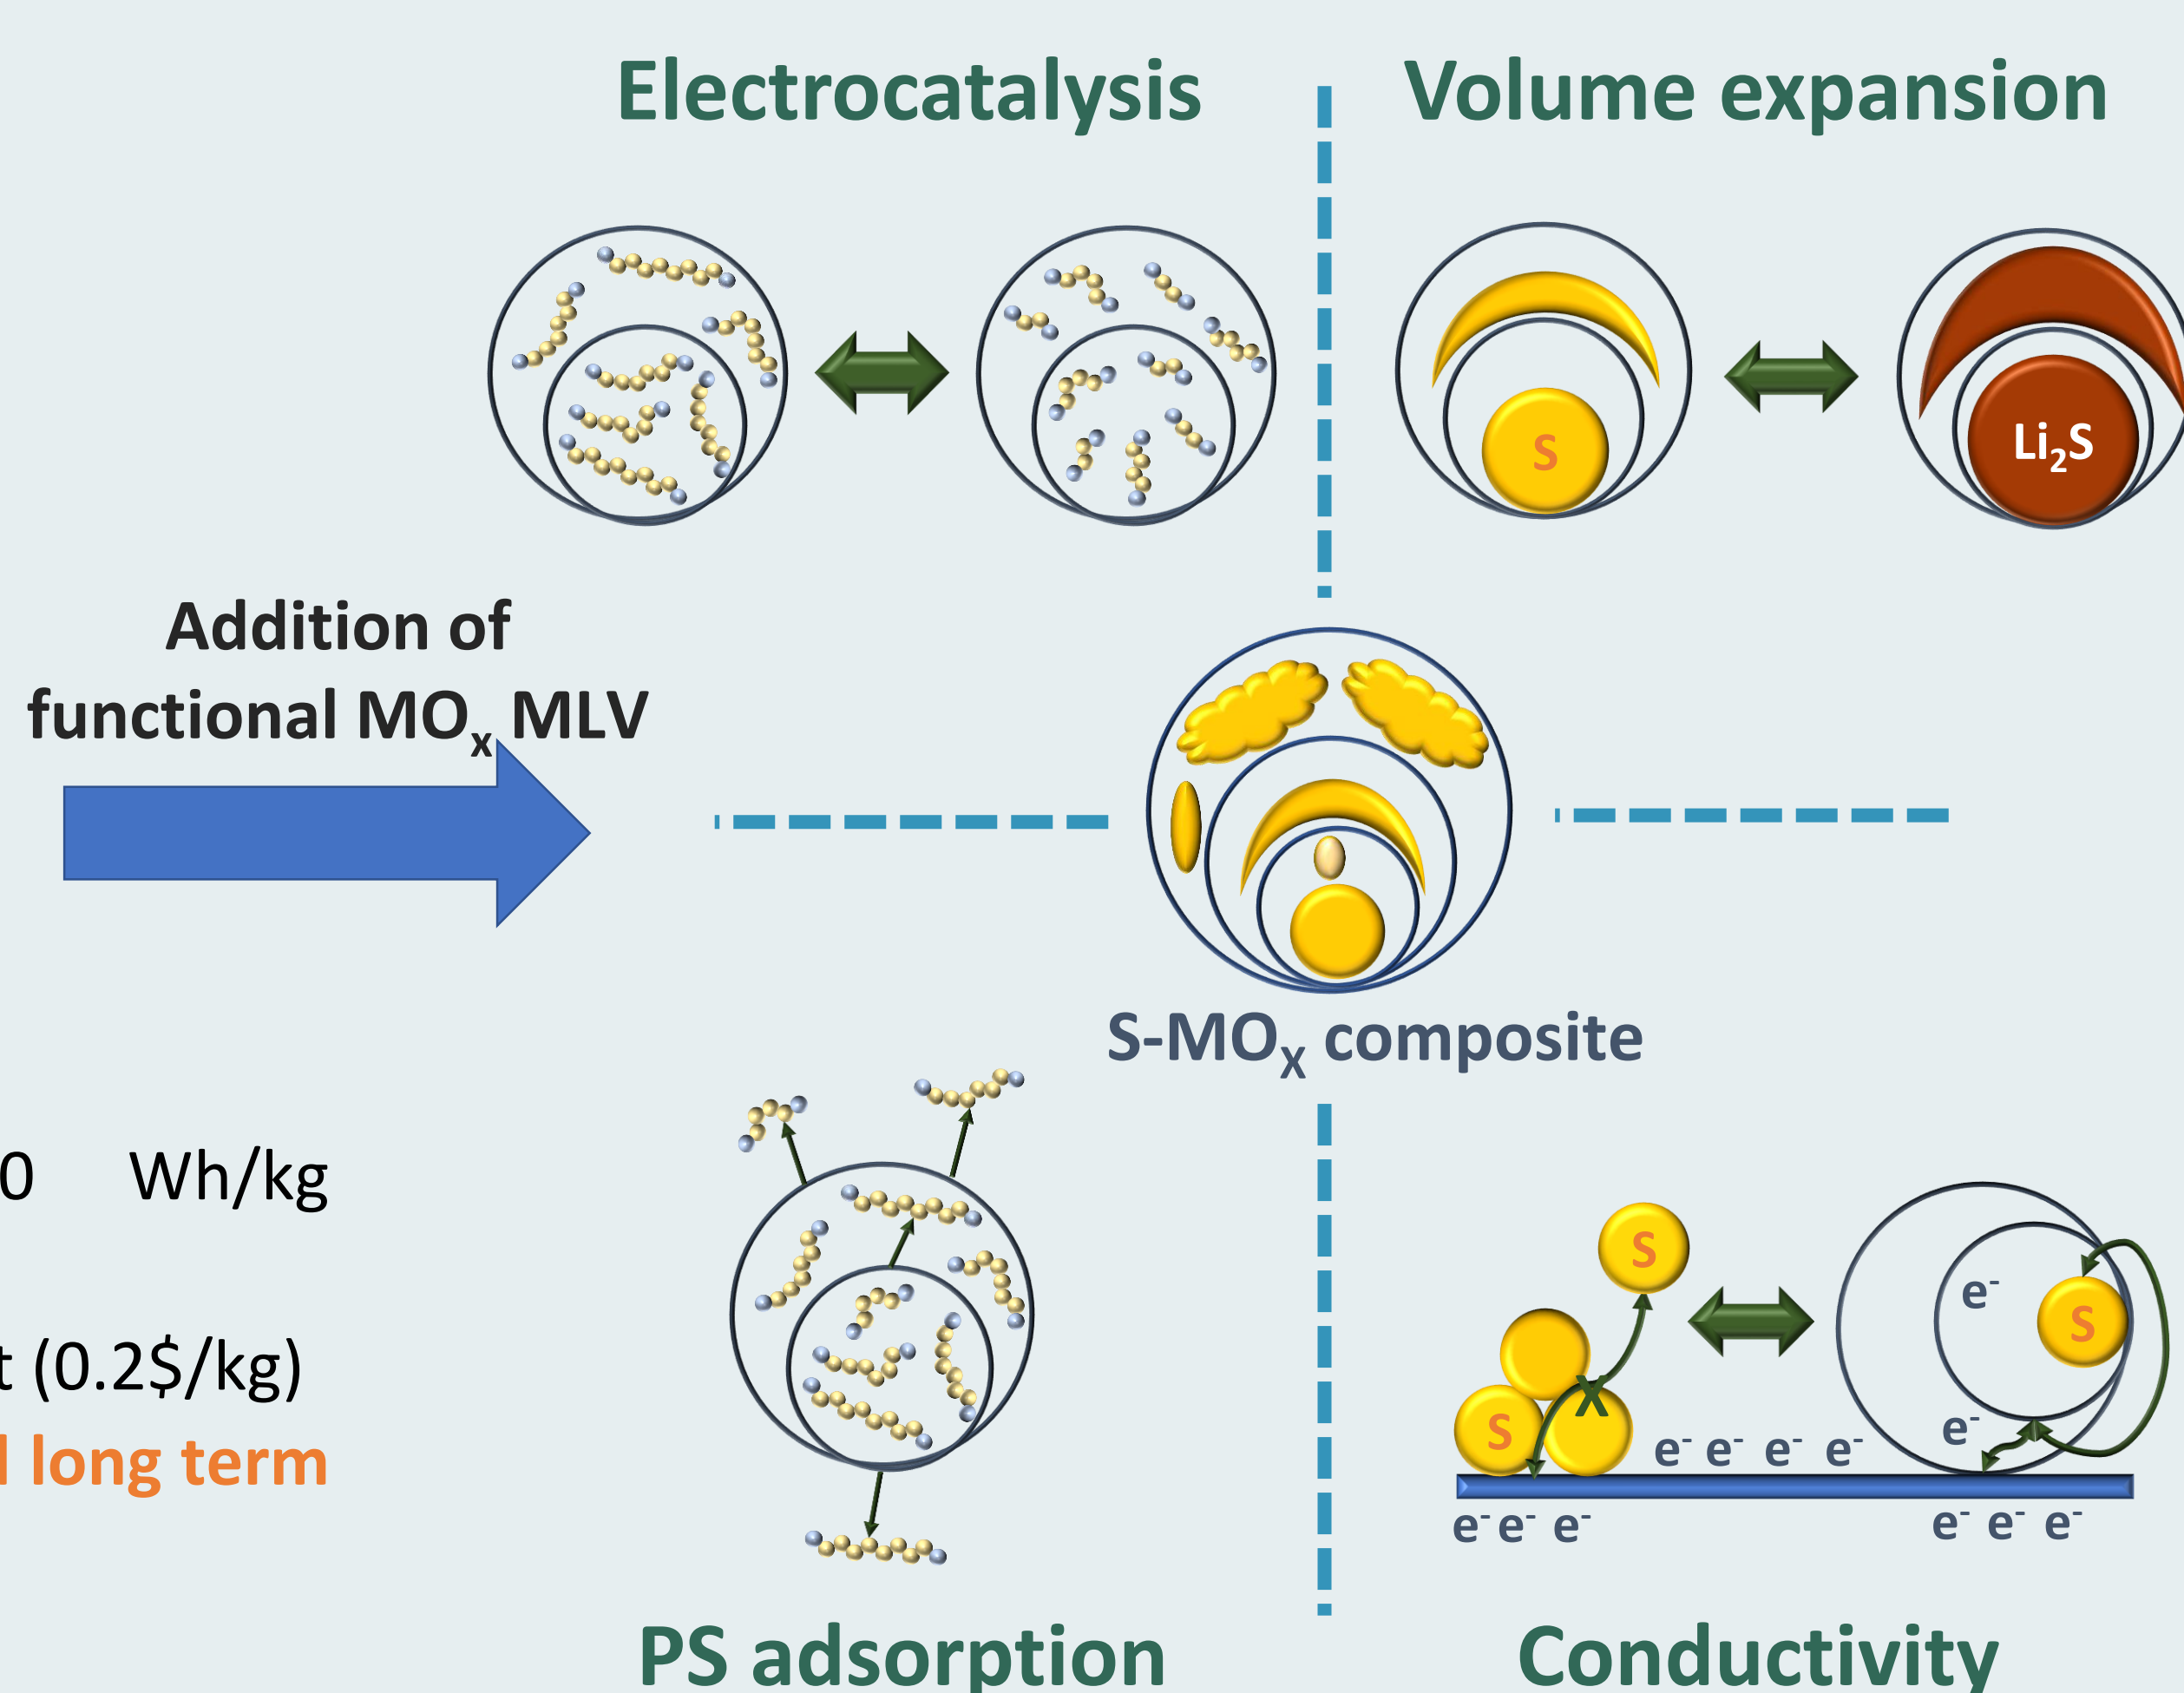 Electrocatalysis
Volume expansion
S
Li₂S
Addition of
functional MOₓ MLV
S-MOₓ composite
0 Wh/kg
t (0.2$/kg)
long term
S
S
S
X
e⁻
e⁻
e⁻ e⁻ e⁻ e⁻
e⁻ e⁻ e⁻
e⁻ e⁻ e⁻
PS adsorption
Conductivity